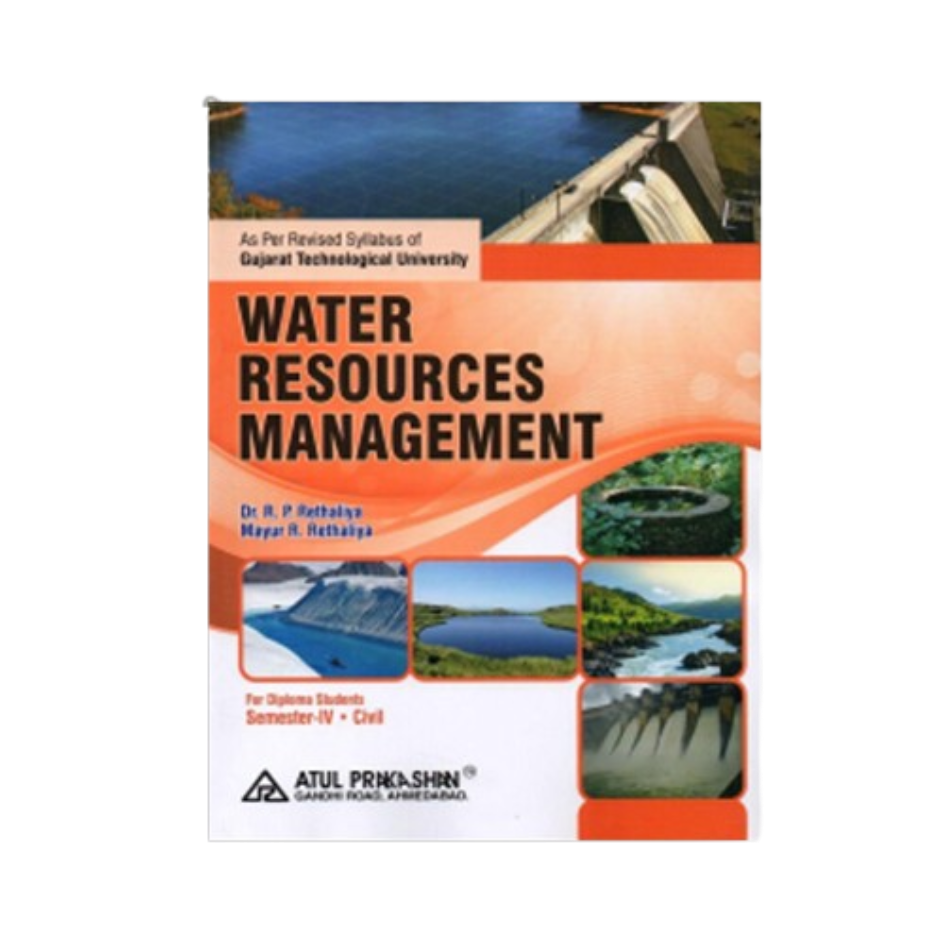 As Per Revised Syllabus of
Gujarat Technological University
WATER
RESOURCES
MANAGEMENT
Dr. R. P. Rethaliya
Mayur R. Rethaliya
For Diploma Students
Semester-IV • Civil
ATUL PRAKASHAN
GANDHI ROAD, AHMEDABAD.